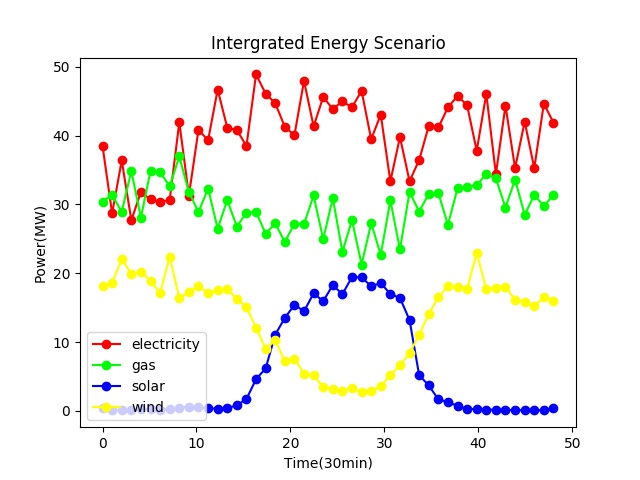 Intergrated Energy Scenario
Power(MW)
50
40
30
20
10
0
electricity
gas
solar
wind
0 10 20 30 40 50
Time(30min)